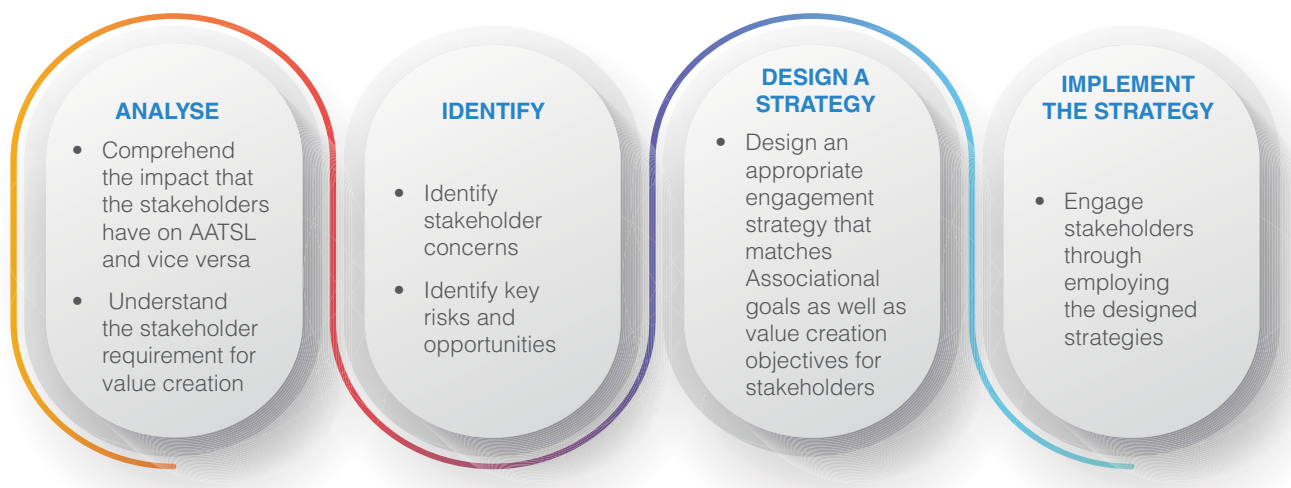 ANALYSE
• Comprehend
the impact that
the stakeholders
have on AATSL
and vice versa
• Understand
the stakeholder
requirement for
value creation
IDENTIFY
• Identify
stakeholder
concerns
• Identify key
risks and
opportunities
DESIGN A
STRATEGY
• Design an
appropriate
engagement
strategy that
matches
Associational
goals as well as
value creation
objectives for
stakeholders
IMPLEMENT
THE STRATEGY
• Engage
stakeholders
through
employing
the designed
strategies